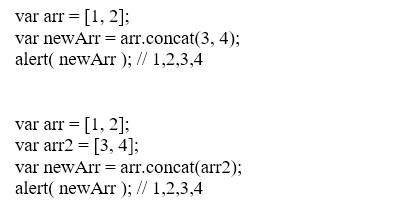 var arr = [1, 2];
var newArr = arr.concat(3, 4);
alert( newArr ); // 1,2,3,4
var arr = [1, 2];
var arr2 = [3, 4];
var newArr = arr.concat(arr2);
alert( newArr ); // 1,2,3,4